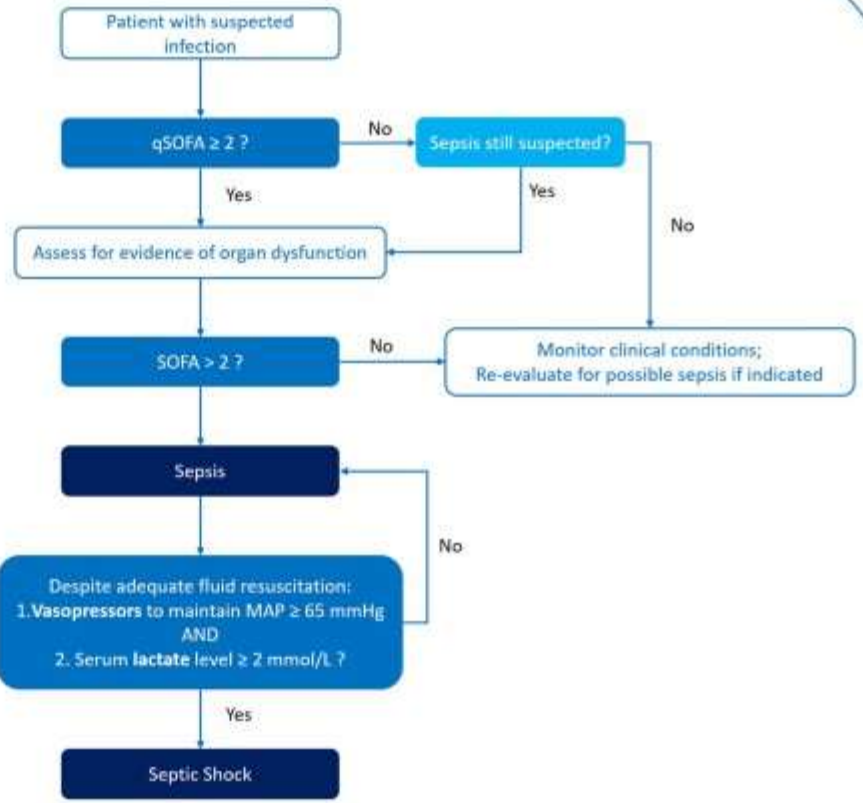 Patient with suspected
infection
qSOFA ≥ 2 ?
No
Sepsis still suspected?
Yes
Yes
No
Assess for evidence of organ dysfunction
SOFA > 2 ?
No
Monitor clinical conditions;
Re-evaluate for possible sepsis if indicated
Sepsis
No
Despite adequate fluid resuscitation:
1.Vasopressors to maintain MAP ≥ 65 mmHg
AND
2. Serum lactate level ≥ 2 mmol/L ?
Yes
Septic Shock